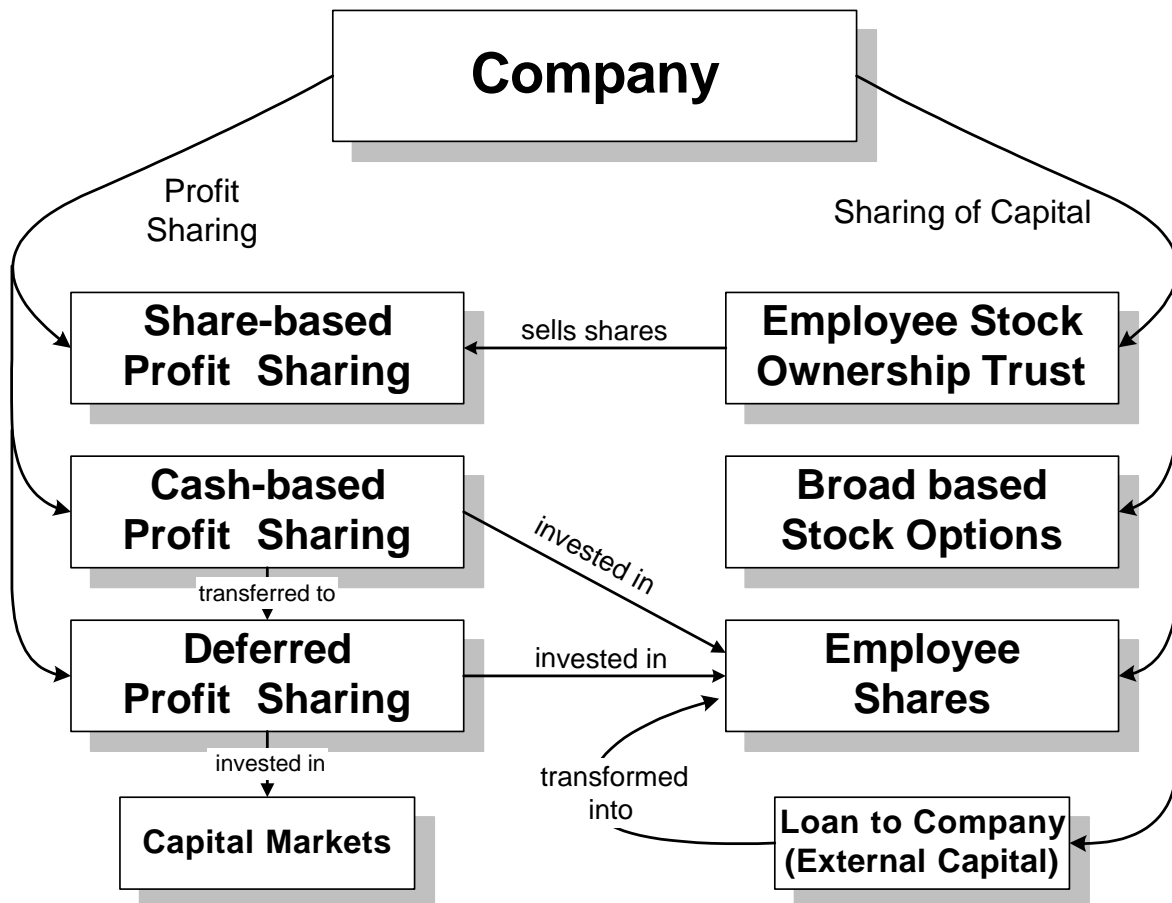 Company
Profit
Sharing
Sharing of Capital
Share-based
Profit Sharing
sells shares
Employee Stock
Ownership Trust
Cash-based
Profit Sharing
invested in
Broad based
Stock Options
transferred to
Deferred
Profit Sharing
invested in
Employee
Shares
invested in
transformed
into
Capital Markets
Loan to Company
(External Capital)